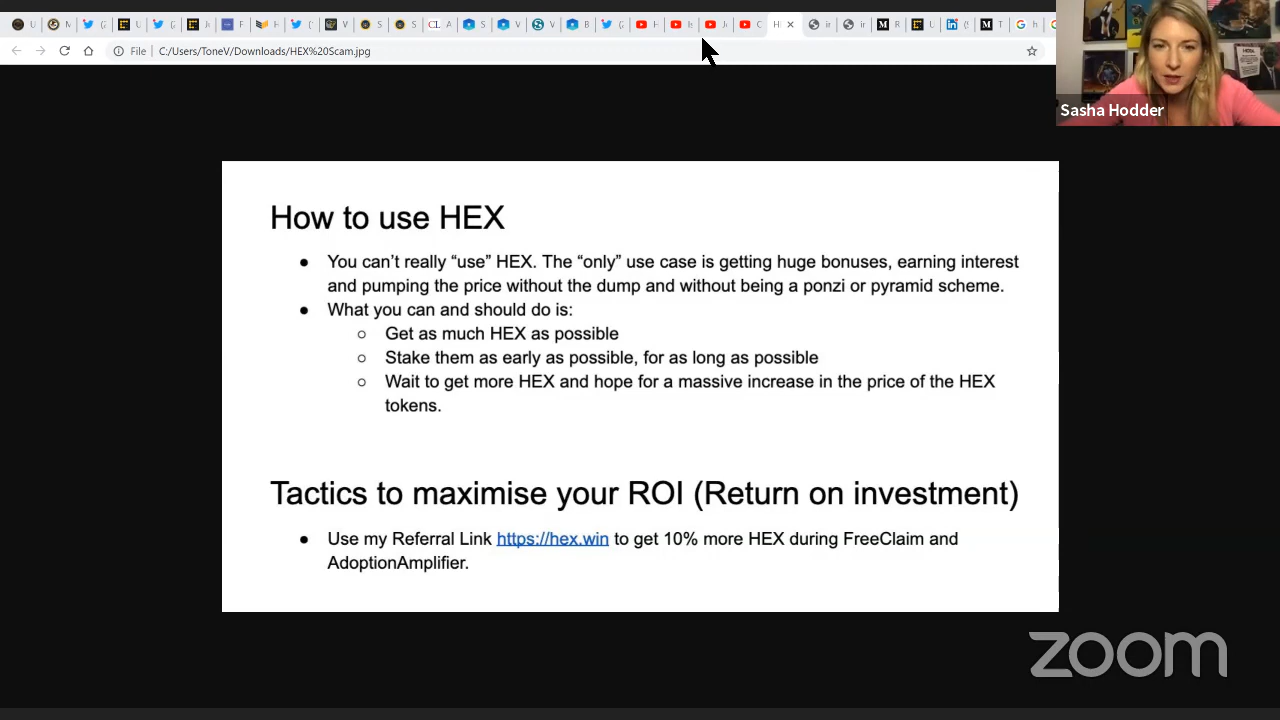 File
C:/Users/ToneV/Downloads/HEX%20Scam.jpg
Sasha Hodder
How to use HEX
● You can't really “use” HEX. The “only” use case is getting huge bonuses, earning interest
and pumping the price without the dump and without being a ponzi or pyramid scheme.
● What you can and should do is:
○ Get as much HEX as possible
○ Stake them as early as possible, for as long as possible
○ Wait to get more HEX and hope for a massive increase in the price of the HEX
tokens.
Tactics to maximise your ROI (Return on investment)
● Use my Referral Link https://hex.win to get 10% more HEX during FreeClaim and
AdoptionAmplifier.
zoom